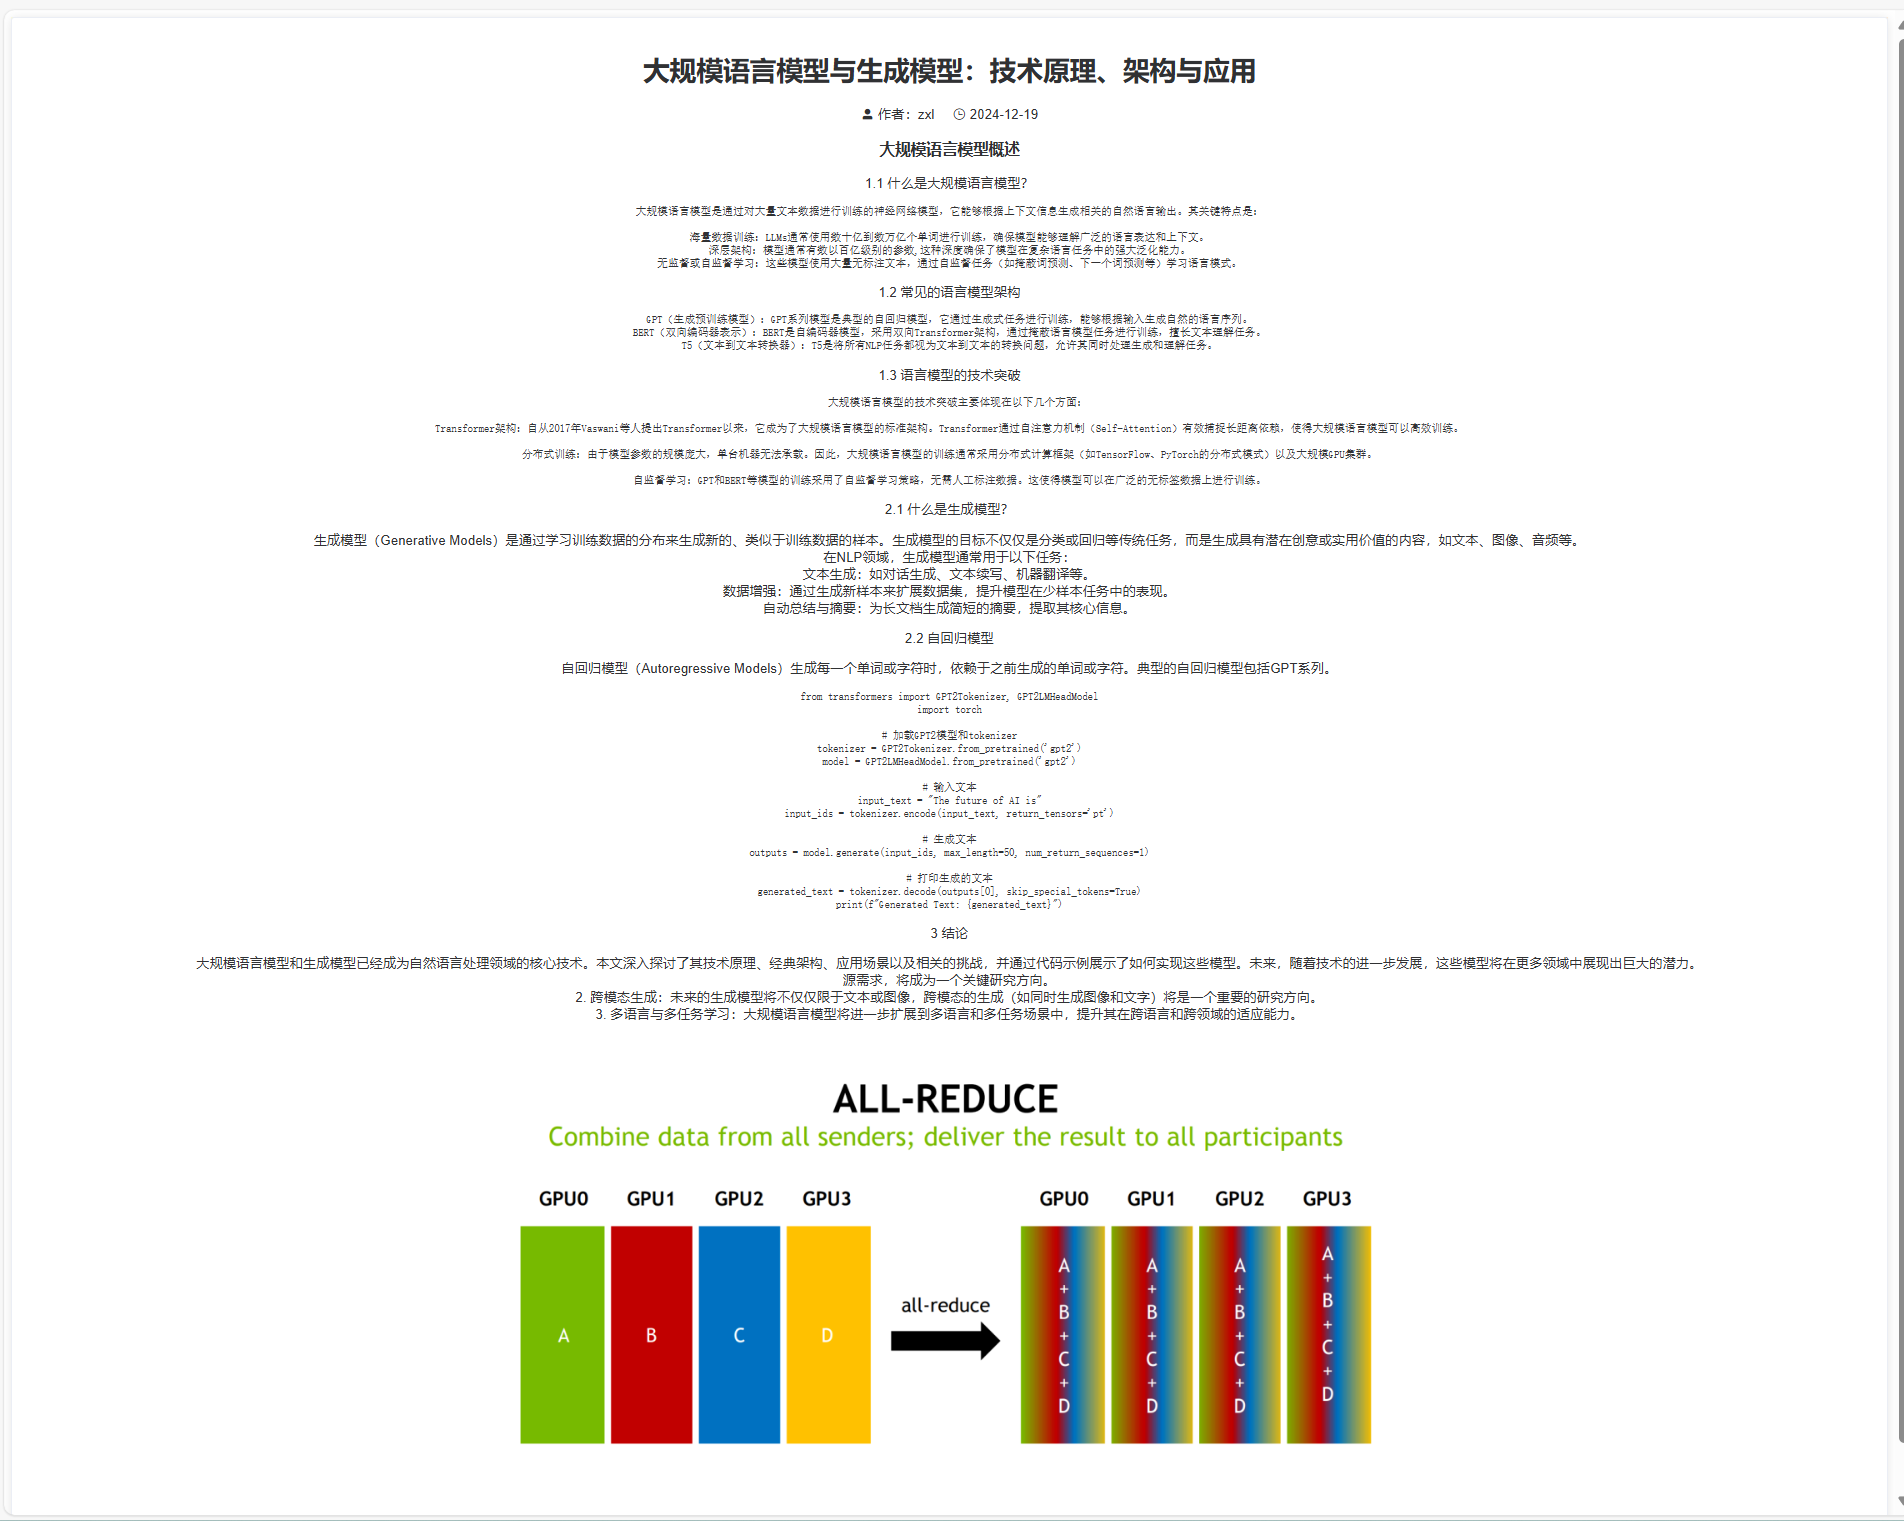 大规模语言模型与生成模型：技术原理、架构与应用
作者：zxl 2024-12-19
大规模语言模型概述
1.1 什么是大规模语言模型?
大规模语言模型是通过对大量文本数据进行训练的神经网络模型，它能够根据上下文信息生成相关的自然语言输出。其关键特点是：
海量数据训练：LLMs通常使用数十亿到数万亿个单词进行训练，确保模型能够理解广泛的语言表达和上下文。
深层架构：模型通常有数以百亿级别的参数,这种深度确保了模型在复杂语言任务中的强大泛化能力。
无监督或自监督学习：这些模型使用大量无标注文本，通过自监督任务（如掩蔽词预测、下一个词预测等）学习语言模式。
1.2 常见的语言模型架构
GPT（生成预训练模型）：GPT系列模型是典型的自回归模型，它通过生成式任务进行训练，能够根据输入生成自然的语言序列。
BERT（双向编码器表示）：BERT是自编码器模型，采用双向Transformer架构，通过掩蔽语言模型任务进行训练，擅长文本理解任务。
T5（文本到文本转换器）：T5是将所有NLP任务都视为文本到文本的转换问题，允许其同时处理生成和理解任务。
1.3 语言模型的技术突破
大规模语言模型的技术突破主要体现在以下几个方面：
Transformer架构：自从2017年Vaswani等人提出Transformer以来，它成为了大规模语言模型的标准架构。Transformer通过自注意力机制（Self-Attention）有效捕捉长距离依赖，使得大规模语言模型可以高效训练。
分布式训练：由于模型参数的规模庞大，单台机器无法承载。因此，大规模语言模型的训练通常采用分布式计算框架（如TensorFlow、PyTorch的分布式模式）以及大规模GPU集群。
自监督学习：GPT和BERT等模型的训练采用了自监督学习策略，无需人工标注数据。这使得模型可以在广泛的无标签数据上进行训练。
2.1 什么是生成模型?
生成模型（Generative Models）是通过学习训练数据的分布来生成新的、类似于训练数据的样本。生成模型的目标不仅仅是分类或回归等传统任务，而是生成具有潜在创意或实用价值的内容，如文本、图像、音频等。
在NLP领域，生成模型通常用于以下任务：
文本生成：如对话生成、文本续写、机器翻译等。
数据增强：通过生成新样本来扩展数据集，提升模型在少样本任务中的表现。
自动总结与摘要：为长文档生成简短的摘要，提取其核心信息。
2.2 自回归模型
自回归模型（Autoregressive Models）生成每一个单词或字符时，依赖于之前生成的单词或字符。典型的自回归模型包括GPT系列。
from transformers import GPT2Tokenizer, GPT2LMHeadModel
import torch
# 加载GPT2模型和tokenizer
tokenizer = GPT2Tokenizer.from_pretrained('gpt2')
model = GPT2LMHeadModel.from_pretrained('gpt2')
# 输入文本
input_text = "The future of AI is"
input_ids = tokenizer.encode(input_text, return_tensors='pt')
# 生成文本
outputs = model.generate(input_ids, max_length=50, num_return_sequences=1)
# 打印生成的文本
generated_text = tokenizer.decode(outputs[0], skip_special_tokens=True)
print(f"Generated Text: {generated_text}")
3 结论
大规模语言模型和生成模型已经成为自然语言处理领域的核心技术。本文深入探讨了其技术原理、经典架构、应用场景以及相关的挑战，并通过代码示例展示了如何实现这些模型。未来，随着技术的进一步发展，这些模型将在更多领域中展现出巨大的潜力。
源需求，将成为一个关键研究方向。
2. 跨模态生成：未来的生成模型将不仅仅限于文本或图像，跨模态的生成（如同时生成图像和文字）将是一个重要的研究方向。
3. 多语言与多任务学习：大规模语言模型将进一步扩展到多语言和多任务场景中，提升其在跨语言和跨领域的适应能力。
ALL-REDUCE
Combine data from all senders; deliver the result to all participants
GPU0 GPU1 GPU2 GPU3
A B C D
all-reduce
GPU0 GPU1 GPU2 GPU3
A+B+C+D
A+B+C+D
A+B+C+D
A+B+C+D